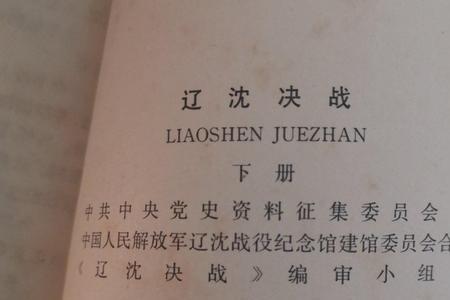 辽沈决战
LIAOSHEN JUEZHAN
下册
中共中央党史资料征集委员会
中国人民解放军辽沈战役纪念馆建馆委员会合
《辽沈决战》编审小组